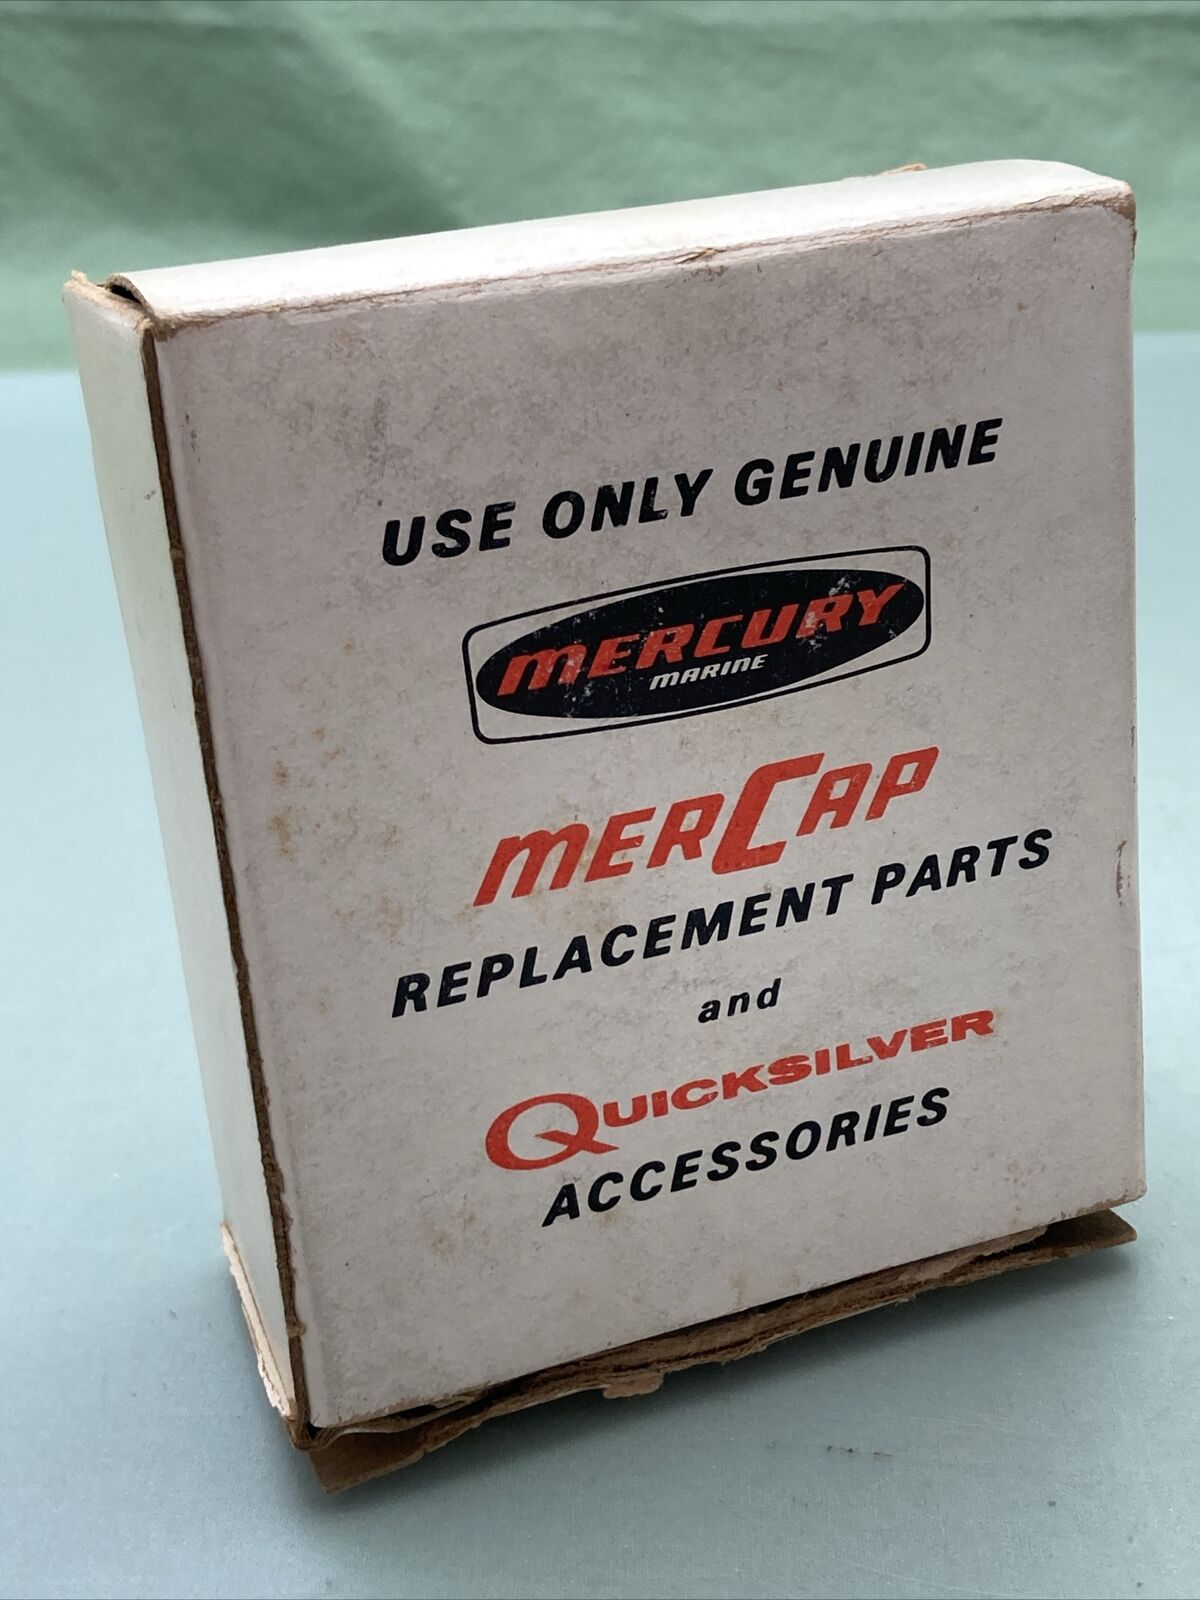 USE ONLY GENUINE
MERCURY
MARINE
MERCAP
REPLACEMENT PARTS
and
QUICKSILVER
ACCESSORIES